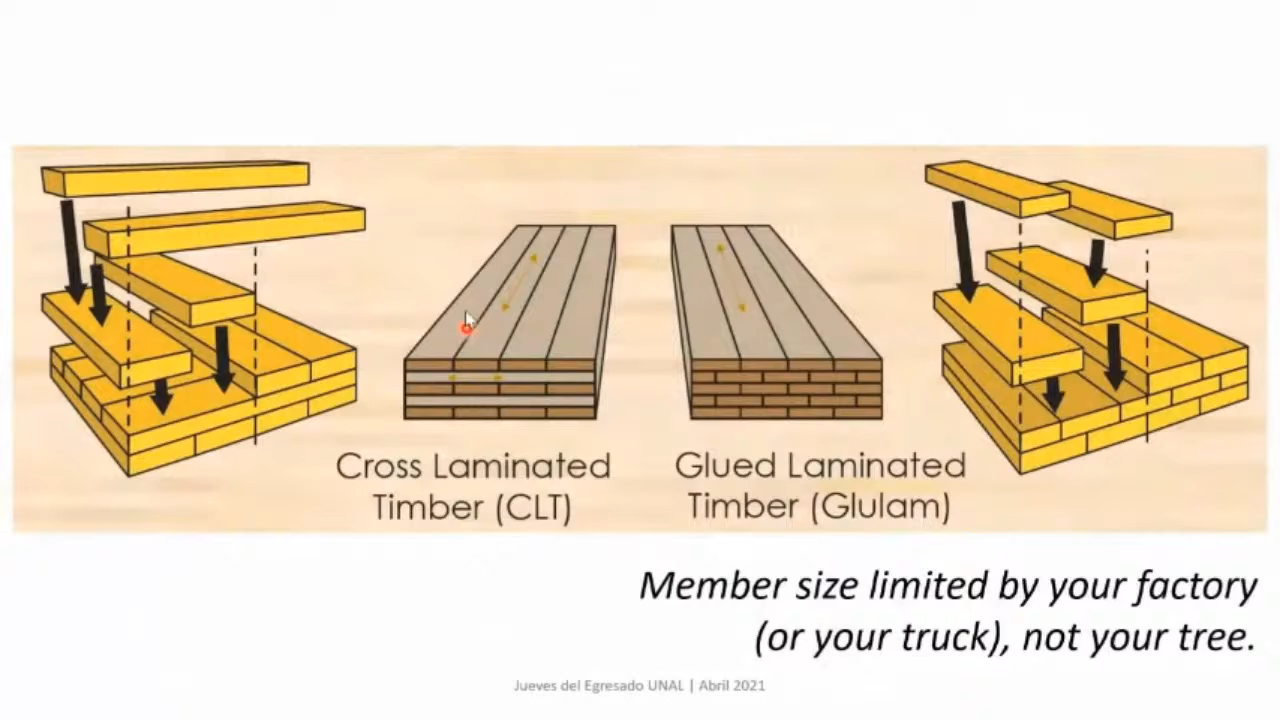 Cross Laminated
Timber (CLT)
Glued Laminated
Timber (Glulam)
Member size limited by your factory
(or your truck), not your tree.
Jueves del Egresado UNAL | Abril 2021